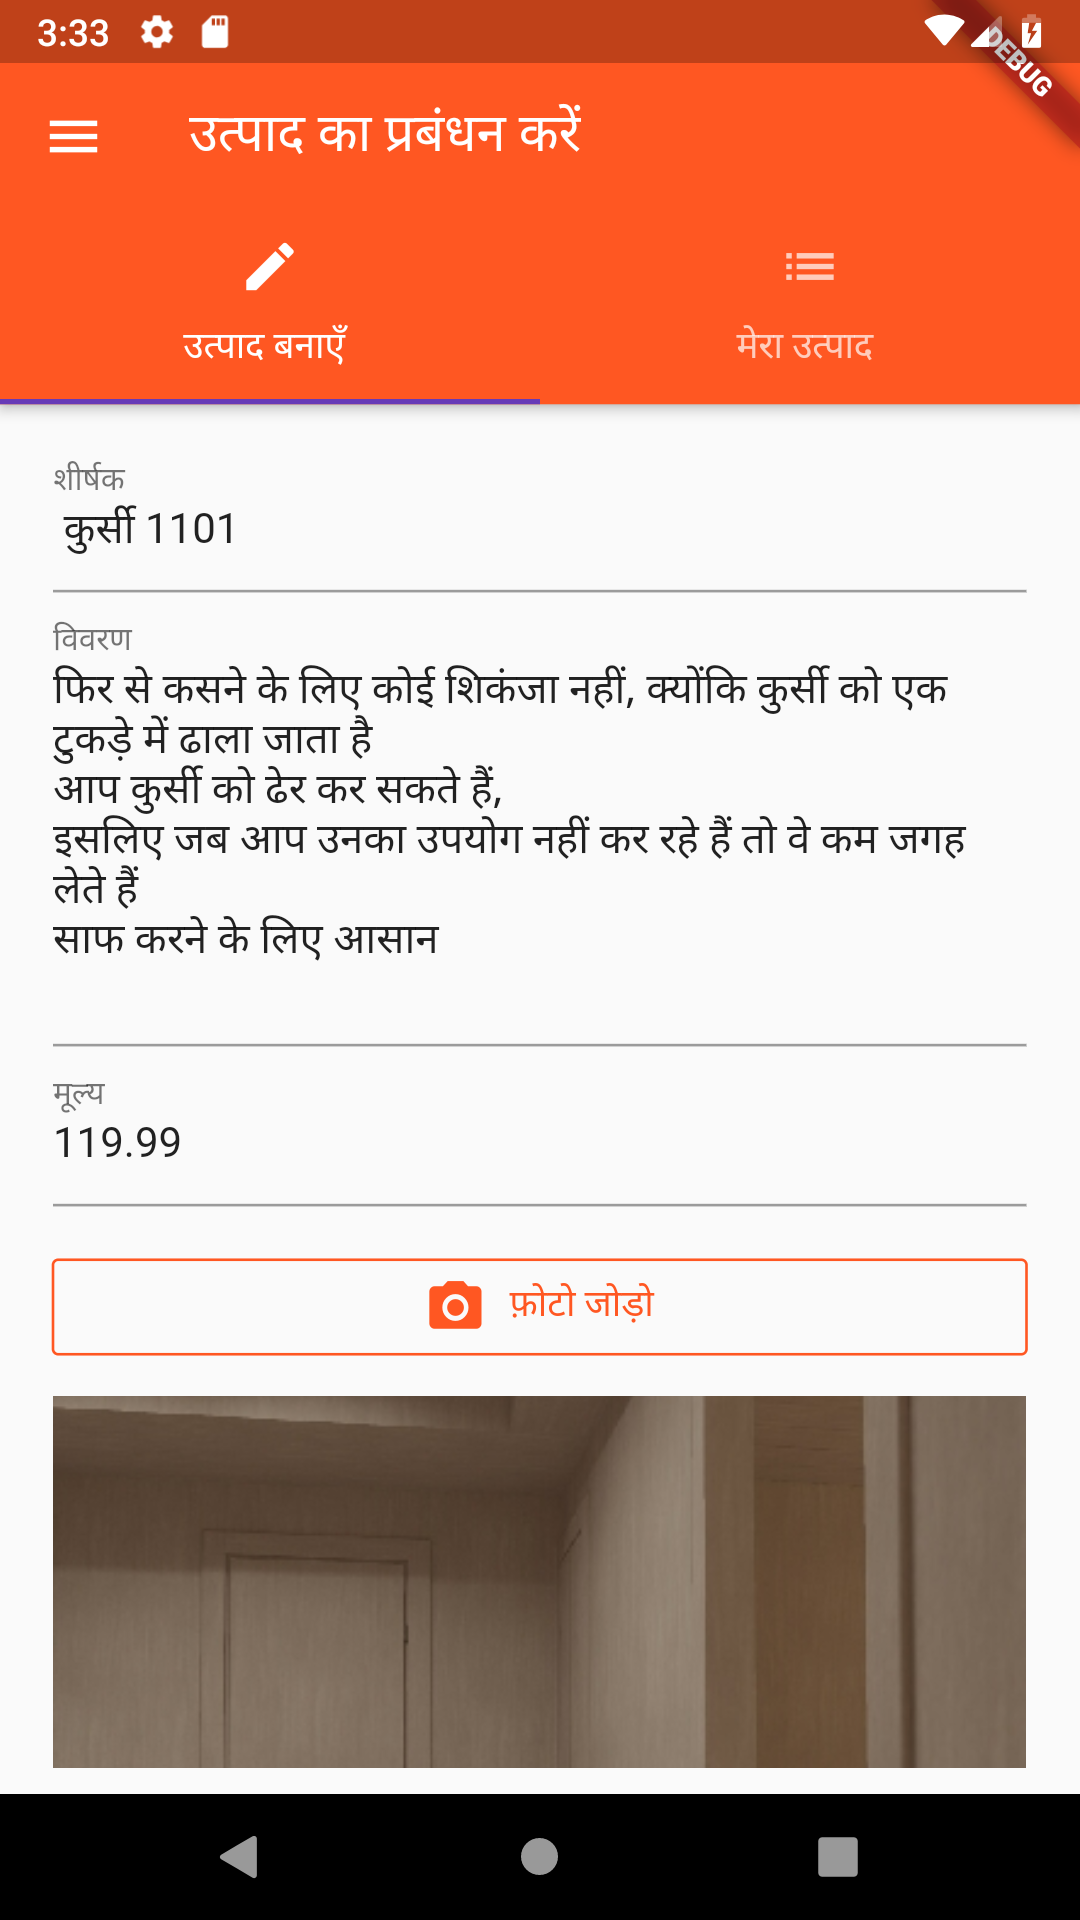 3:33
DEBUG
उत्पाद का प्रबंधन करें
उत्पाद बनाएँ
मेरा उत्पाद
शीर्षक
कुर्सी 1101
विवरण
फिर से कसने के लिए कोई शिकंजा नहीं, क्योंकि कुर्सी को एक
टुकड़े में ढाला जाता है
आप कुर्सी को ढेर कर सकते हैं,
इसलिए जब आप उनका उपयोग नहीं कर रहे हैं तो वे कम जगह
लेते हैं
साफ करने के लिए आसान
मूल्य
119.99
फ़ोटो जोड़ो